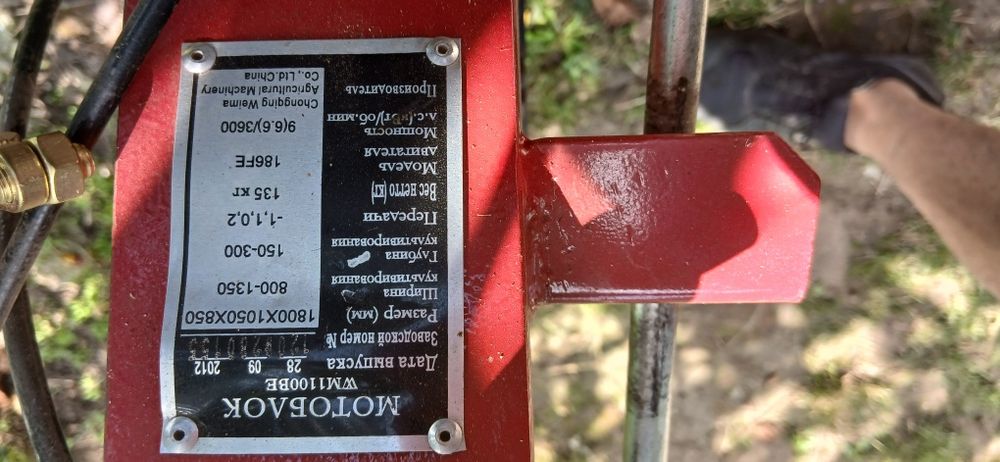 МОТОБЛОК
WM1100BE
Дата выпуска 28 09 2012
Заводской номер №
Размер (мм) 1800X1050X850
Ширина
культивирования 800-1350
Глубина
культивирования 150-300
Передачи -1,1,0,2
Вес нетто (кг) 135 кг
Модель
двигателя 186FE
Мощность
л.с.(кВт)/об.мин 9(6.6)/3600
Производитель Chongqing Weima
Agricultural Machinery
Co., Ltd.China